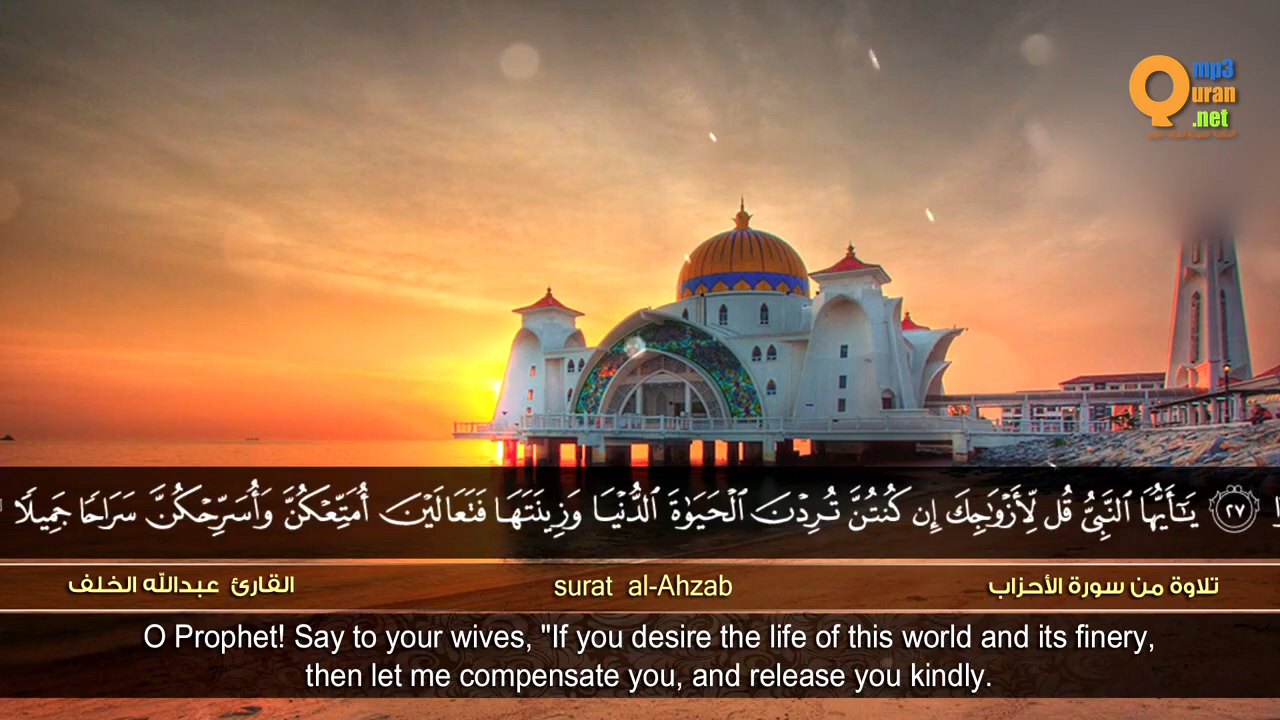 mp3
Quran
.net
٢٧ يَـٰٓأَيُّهَا ٱلنَّبِىُّ قُل لِّأَزْوَٰجِكَ إِن كُنتُنَّ تُرِدْنَ ٱلْحَيَوٰةَ ٱلدُّنْيَا وَزِينَتَهَا فَتَعَالَيْنَ أُمَتِّعْكُنَّ وَأُسَرِّحْكُنَّ سَرَاحًا جَمِيلًا
تلاوة من سورة الأحزاب
surat al-Ahzab
القارئ عبدالله الخلف
O Prophet! Say to your wives, "If you desire the life of this world and its finery,
then let me compensate you, and release you kindly.